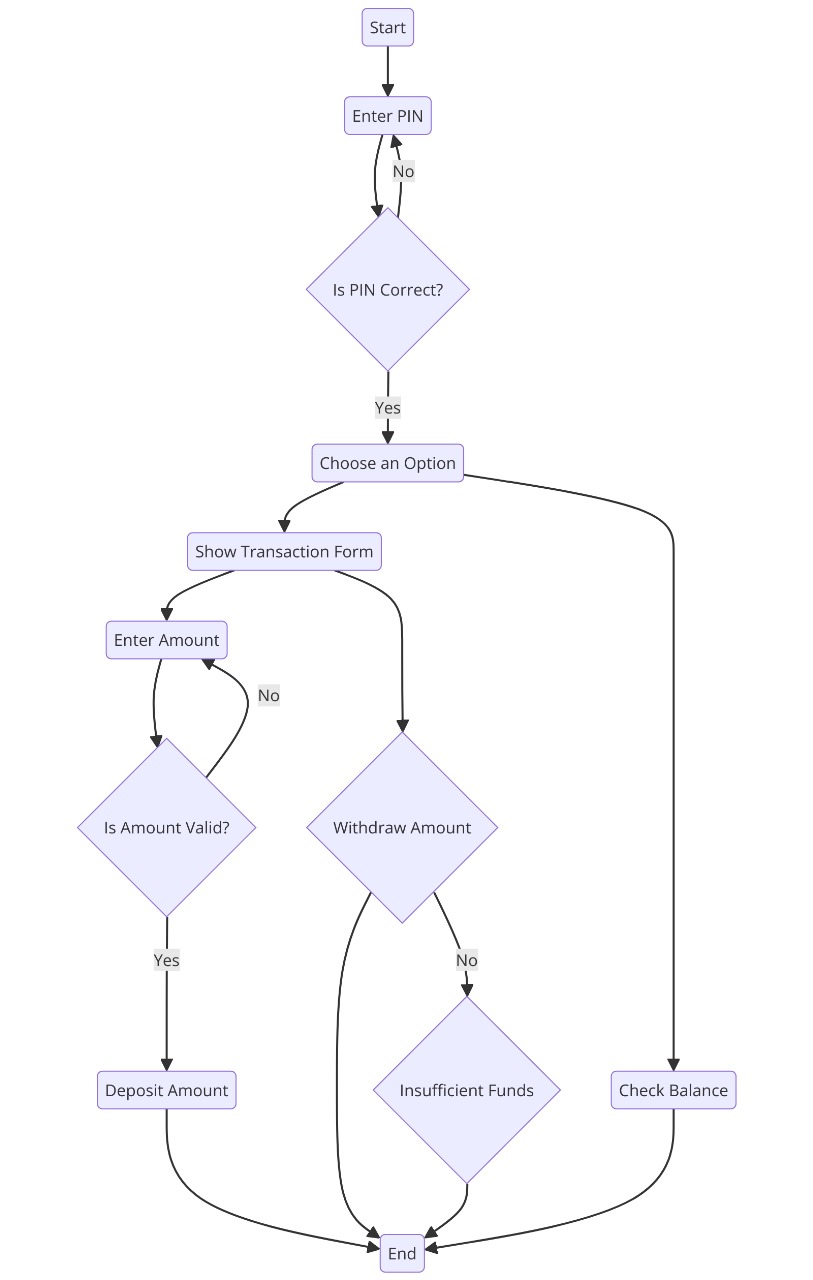 Start
Enter PIN
No
Is PIN Correct?
Yes
Choose an Option
Show Transaction Form
Enter Amount
No
Is Amount Valid?
Withdraw Amount
Yes
No
Deposit Amount
Insufficient Funds
Check Balance
End